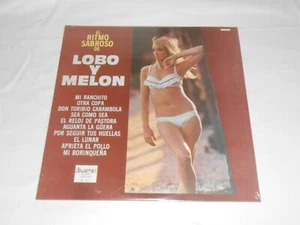 EL
RITMO
SABROSO
DE
LOBO
Y
MELON
MI RANCHITO
OTRA COPA
DON TORIBIO CARAMBOLA
SEA COMO SEA
EL RELOJ DE PASTORA
AGUANTA LA GÜERA
POR SEGUIR TUS HUELLAS
EL LUNAR
APRIETA EL POLLO
MI BORINQUEÑA